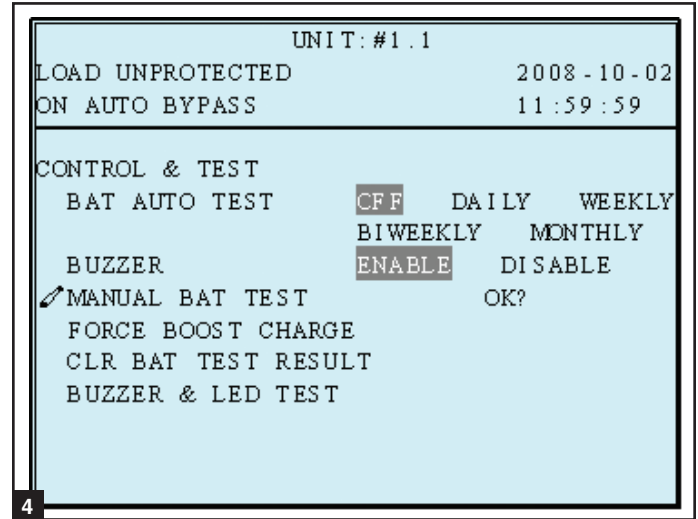 UNIT:#1.1
LOAD UNPROTECTED 2008-10-02
ON AUTO BYPASS 11:59:59
CONTROL & TEST
BAT AUTO TEST CFF DAILY WEEKLY
BIWEEKLY MONTHLY
BUZZER ENABLE DISABLE
MANUAL BAT TEST OK?
FORCE BOOST CHARGE
CLR BAT TEST RESULT
BUZZER & LED TEST
4